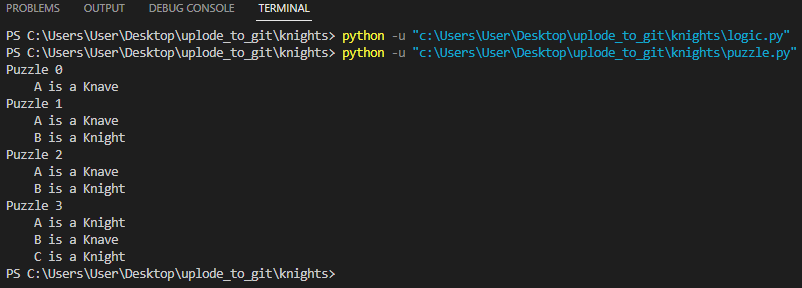 PROBLEMS OUTPUT DEBUG CONSOLE TERMINAL
PS C:\Users\User\Desktop\uplode_to_git\knights> python -u "c:\Users\User\Desktop\uplode_to_git\knights\logic.py"
PS C:\Users\User\Desktop\uplode_to_git\knights> python -u "c:\Users\User\Desktop\uplode_to_git\knights\puzzle.py"
Puzzle 0
    A is a Knave
Puzzle 1
    A is a Knave
    B is a Knight
Puzzle 2
    A is a Knave
    B is a Knight
Puzzle 3
    A is a Knight
    B is a Knave
    C is a Knight
PS C:\Users\User\Desktop\uplode_to_git\knights>